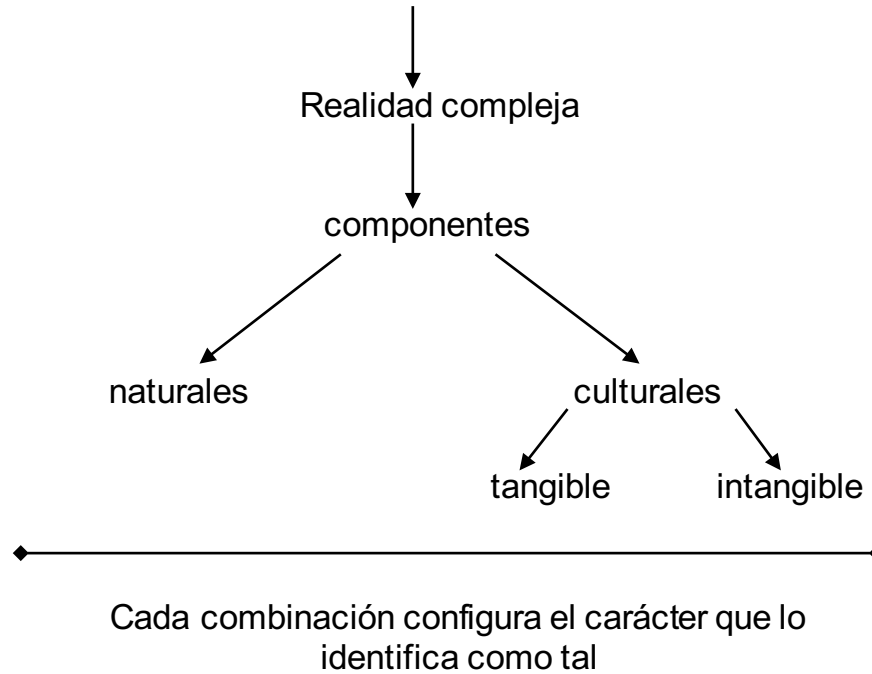 Realidad compleja
componentes
naturales
culturales
tangible
intangible
Cada combinación configura el carácter que lo
identifica como tal